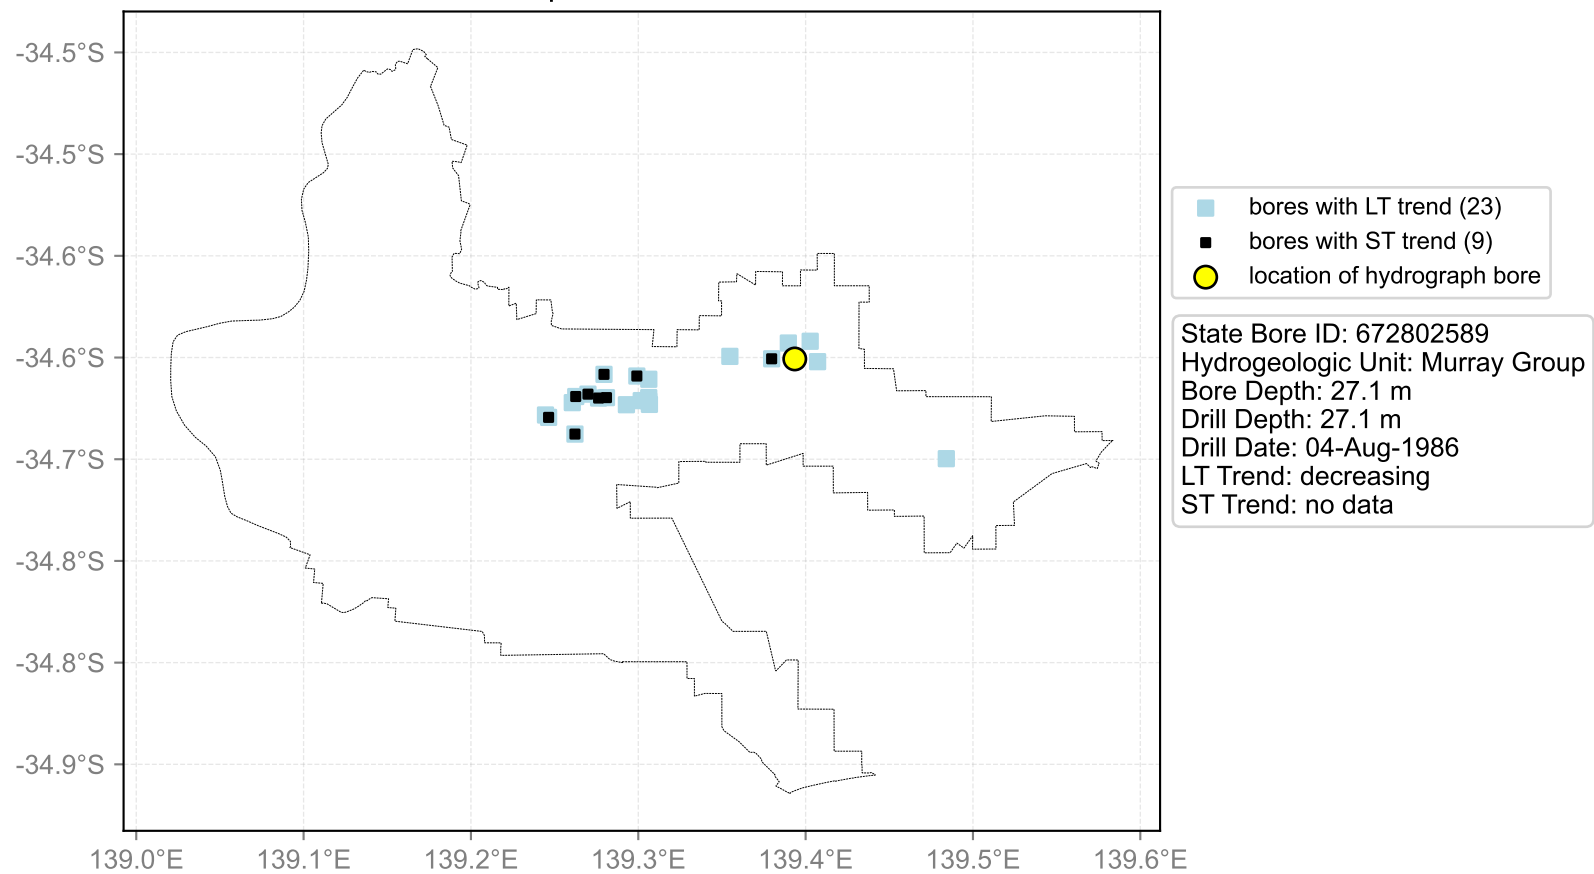 -34.5°S
-34.5°S
-34.6°S
-34.6°S
-34.7°S
-34.8°S
-34.8°S
-34.9°S
139.0°E
139.1°E
139.2°E
139.3°E
139.4°E
139.5°E
139.6°E
bores with LT trend (23)
bores with ST trend (9)
location of hydrograph bore
State Bore ID: 672802589
Hydrogeologic Unit: Murray Group
Bore Depth: 27.1 m
Drill Depth: 27.1 m
Drill Date: 04-Aug-1986
LT Trend: decreasing
ST Trend: no data